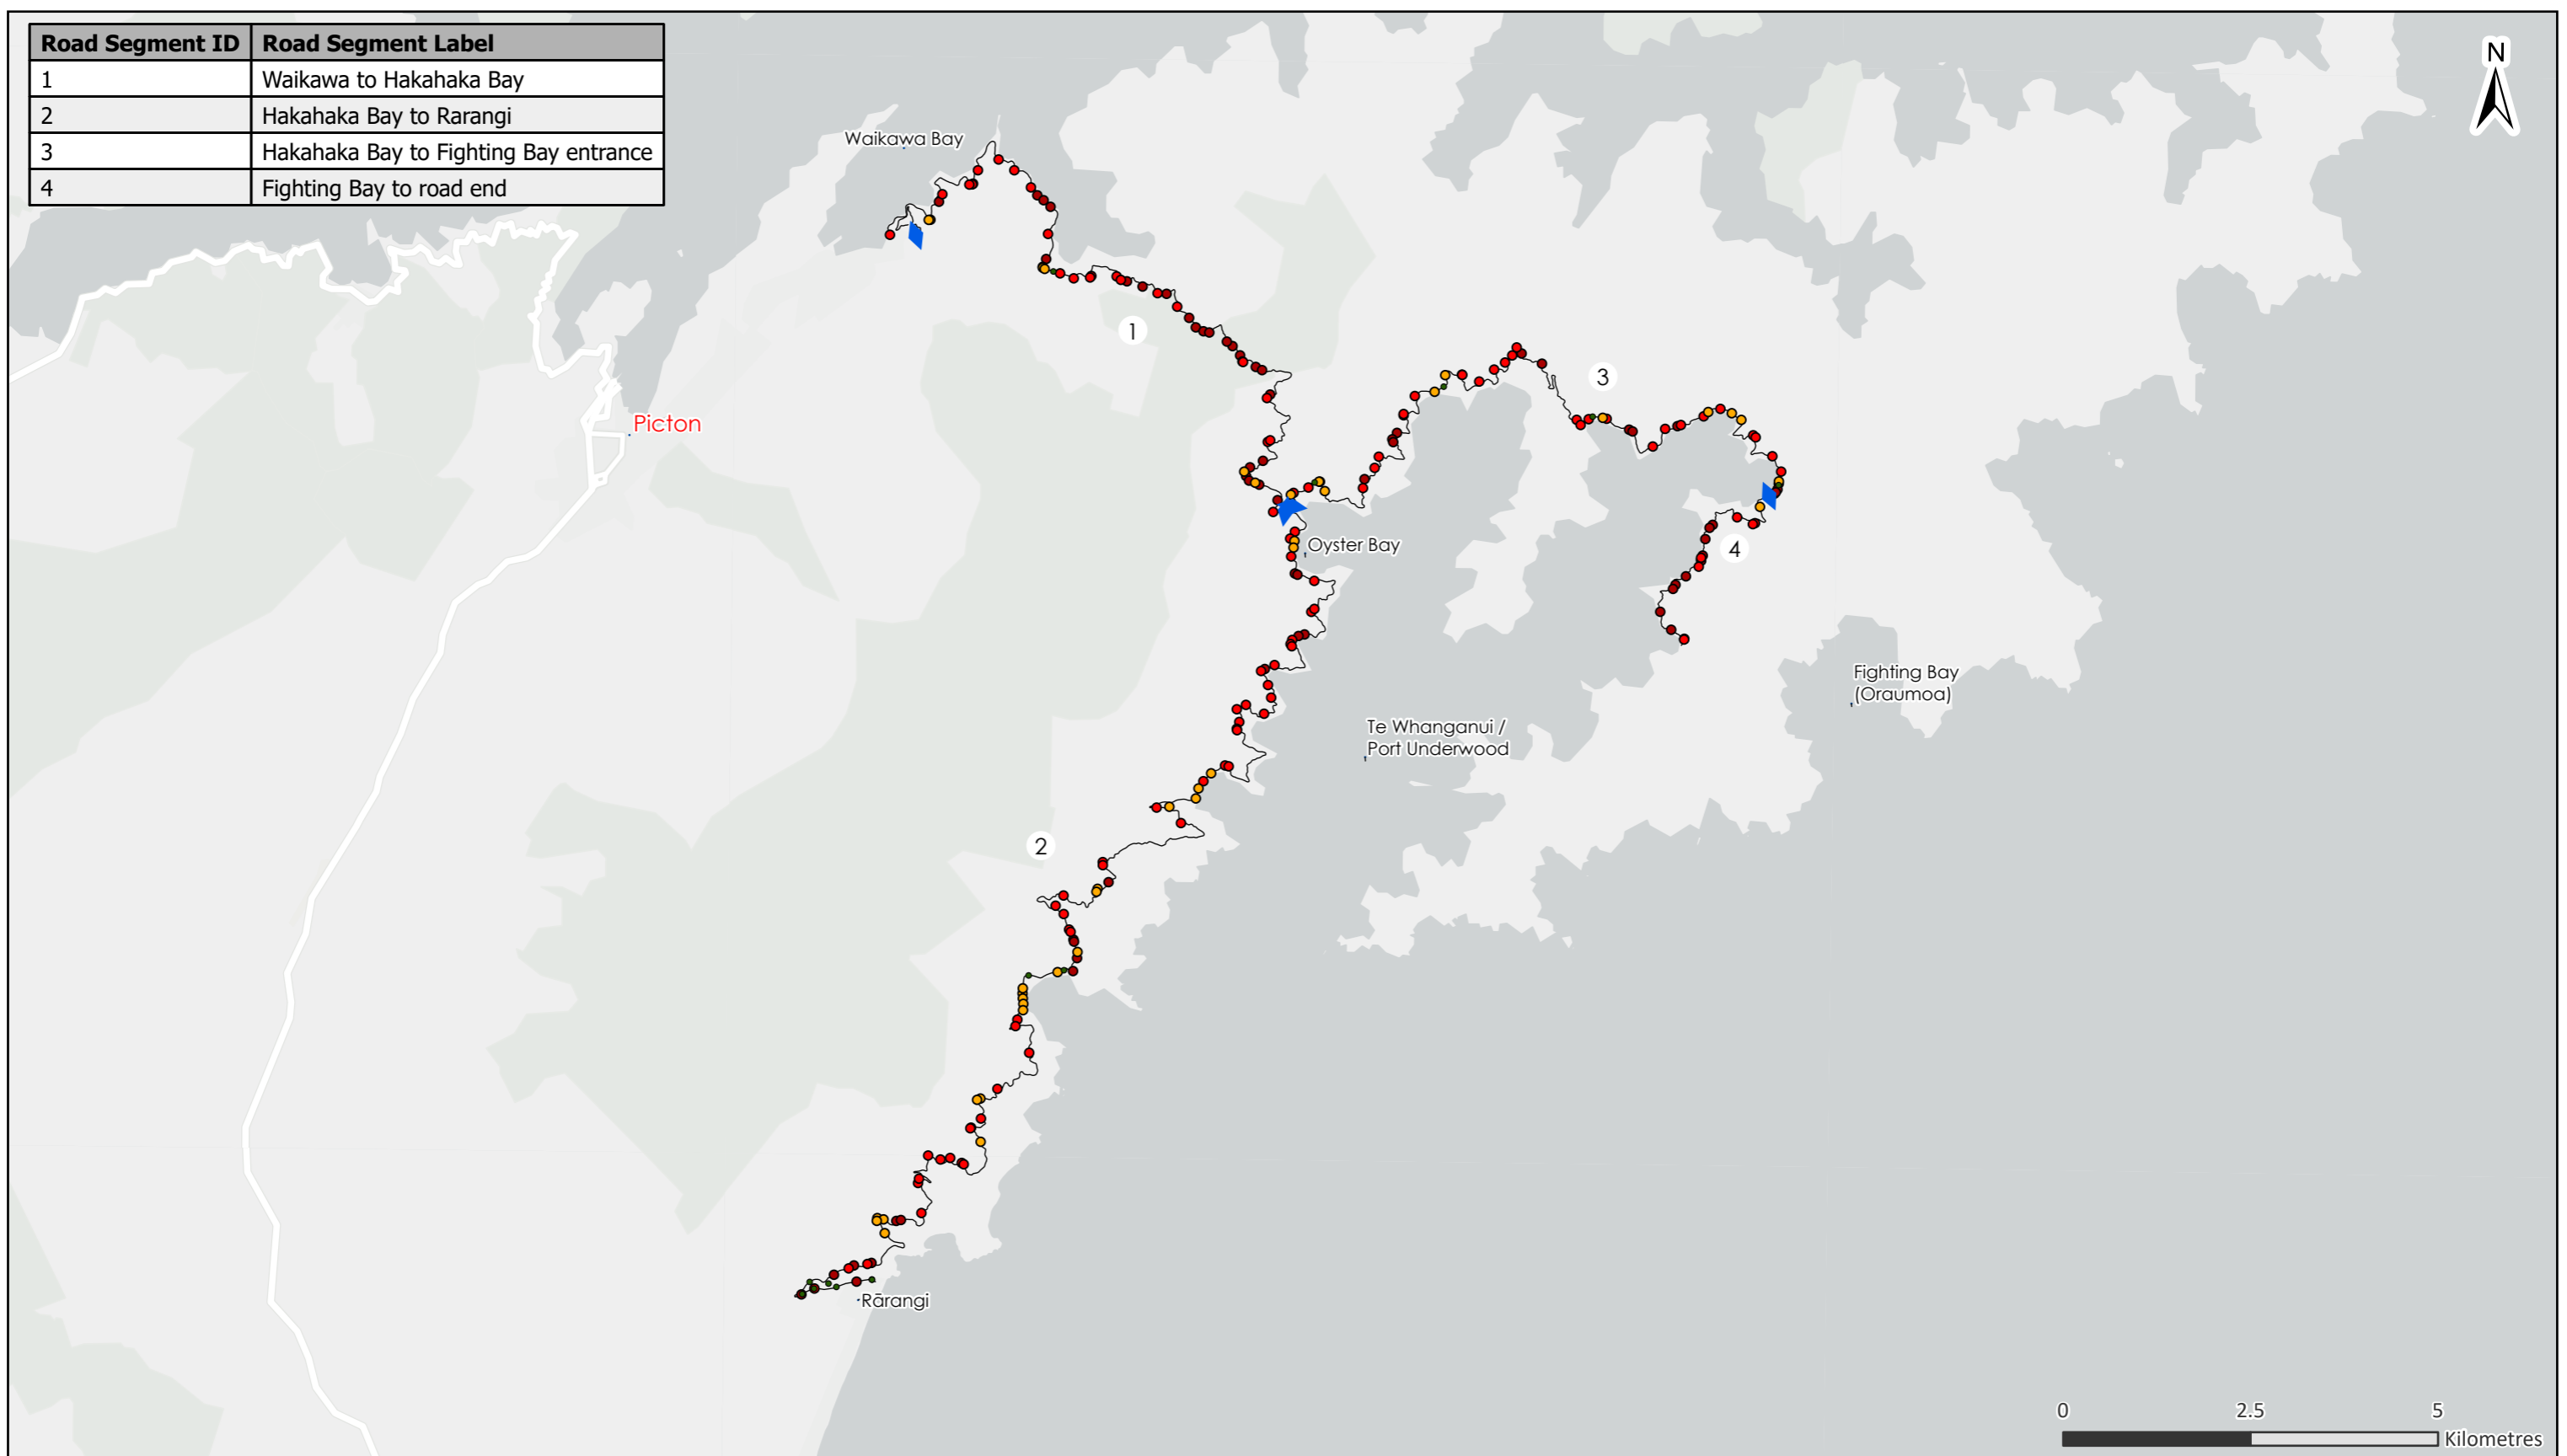 Road Segment ID Road Segment Label
1 Waikawa to Hakahaka Bay
2 Hakahaka Bay to Rarangi
3 Hakahaka Bay to Fighting Bay entrance
4 Fighting Bay to road end
N
Waikawa Bay
1
3
Picton
Oyster Bay
4
Fighting Bay
(Oraumoa)
Te Whanganui /
Port Underwood
2
Rārangi
0 2.5 5
Kilometres